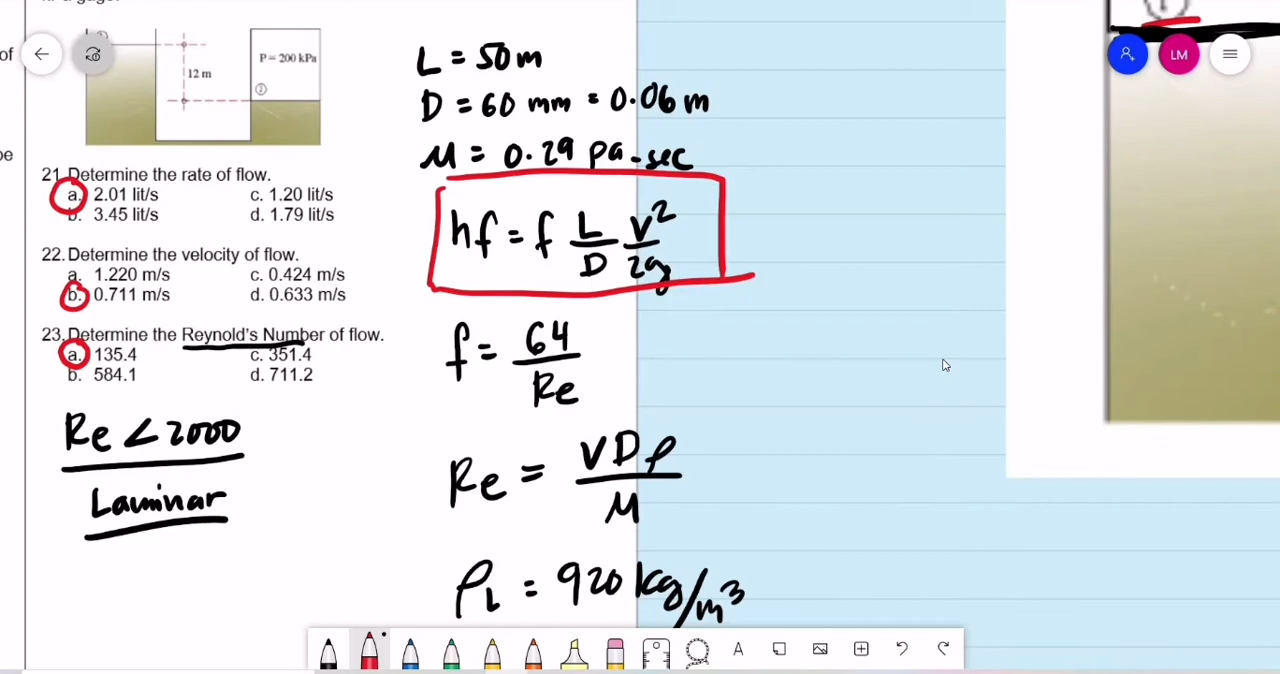 of
12 m
P = 200 kPa
②
21. Determine the rate of flow.
a. 2.01 lit/s c. 1.20 lit/s
b. 3.45 lit/s d. 1.79 lit/s
22. Determine the velocity of flow.
a. 1.220 m/s c. 0.424 m/s
b. 0.711 m/s d. 0.633 m/s
23. Determine the Reynold's Number of flow.
a. 135.4 c. 351.4
b. 584.1 d. 711.2
Re < 2000
Laminar
L = 50 m
D = 60 mm = 0.06 m
μ = 0.29 pa-sec
hf = f L/D V²/2g
f = 64/Re
Re = VDρ/μ
ρL = 920 kg/m³
LM
A